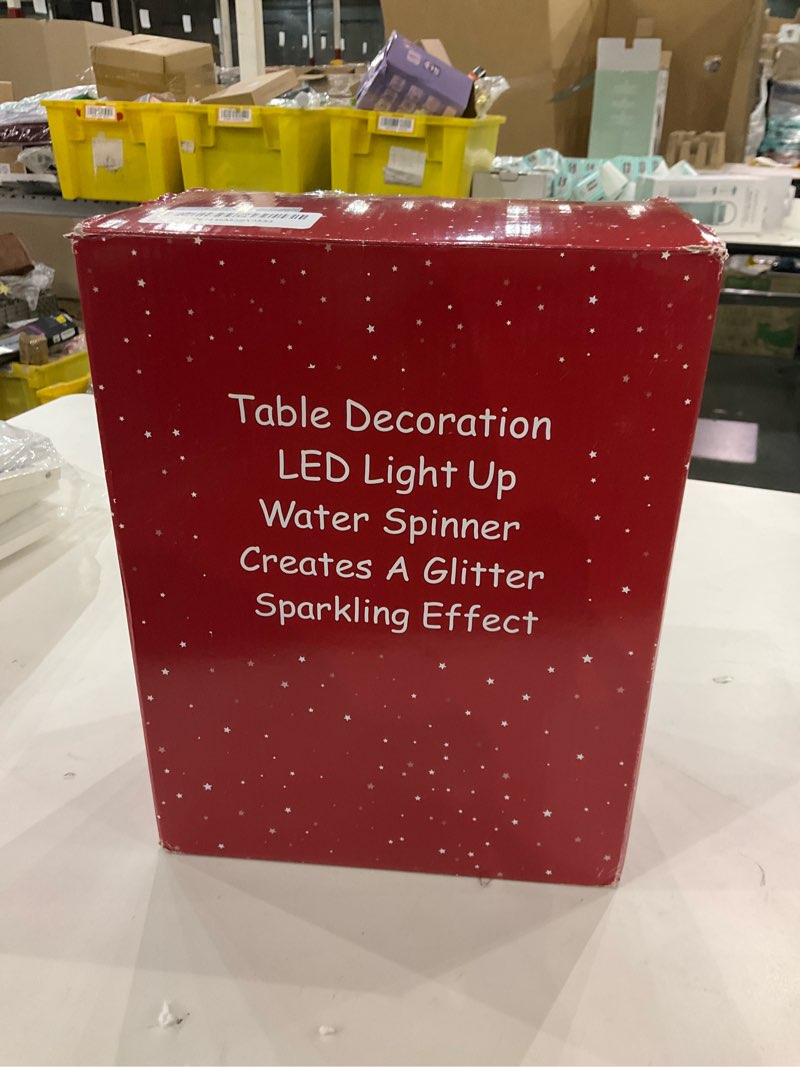 Table Decoration
LED Light Up
Water Spinner
Creates A Glitter
Sparkling Effect